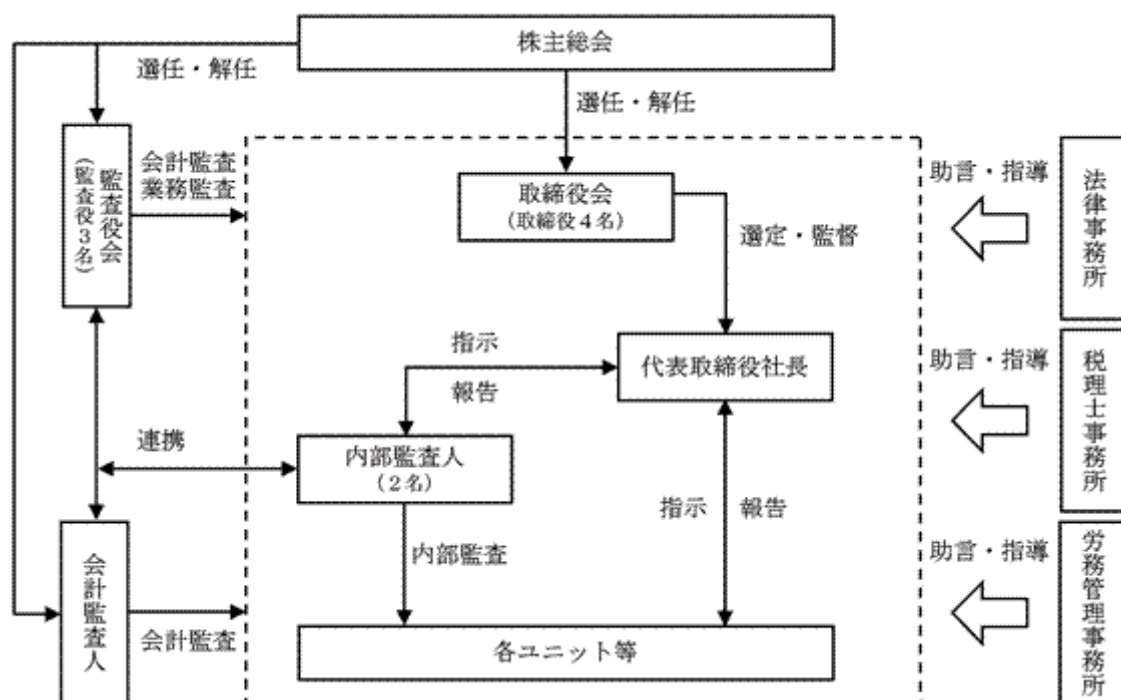 株主総会
選任・解任
選任・解任
監査役会
(監査役3名)
会計監査
業務監査
取締役会
(取締役4名)
選定・監督
助言・指導
法律事務所
指示
報告
代表取締役社長
助言・指導
税理士事務所
連携
内部監査人
(2名)
指示
報告
内部監査
助言・指導
労務管理事務所
会計監査人
会計監査
各ユニット等